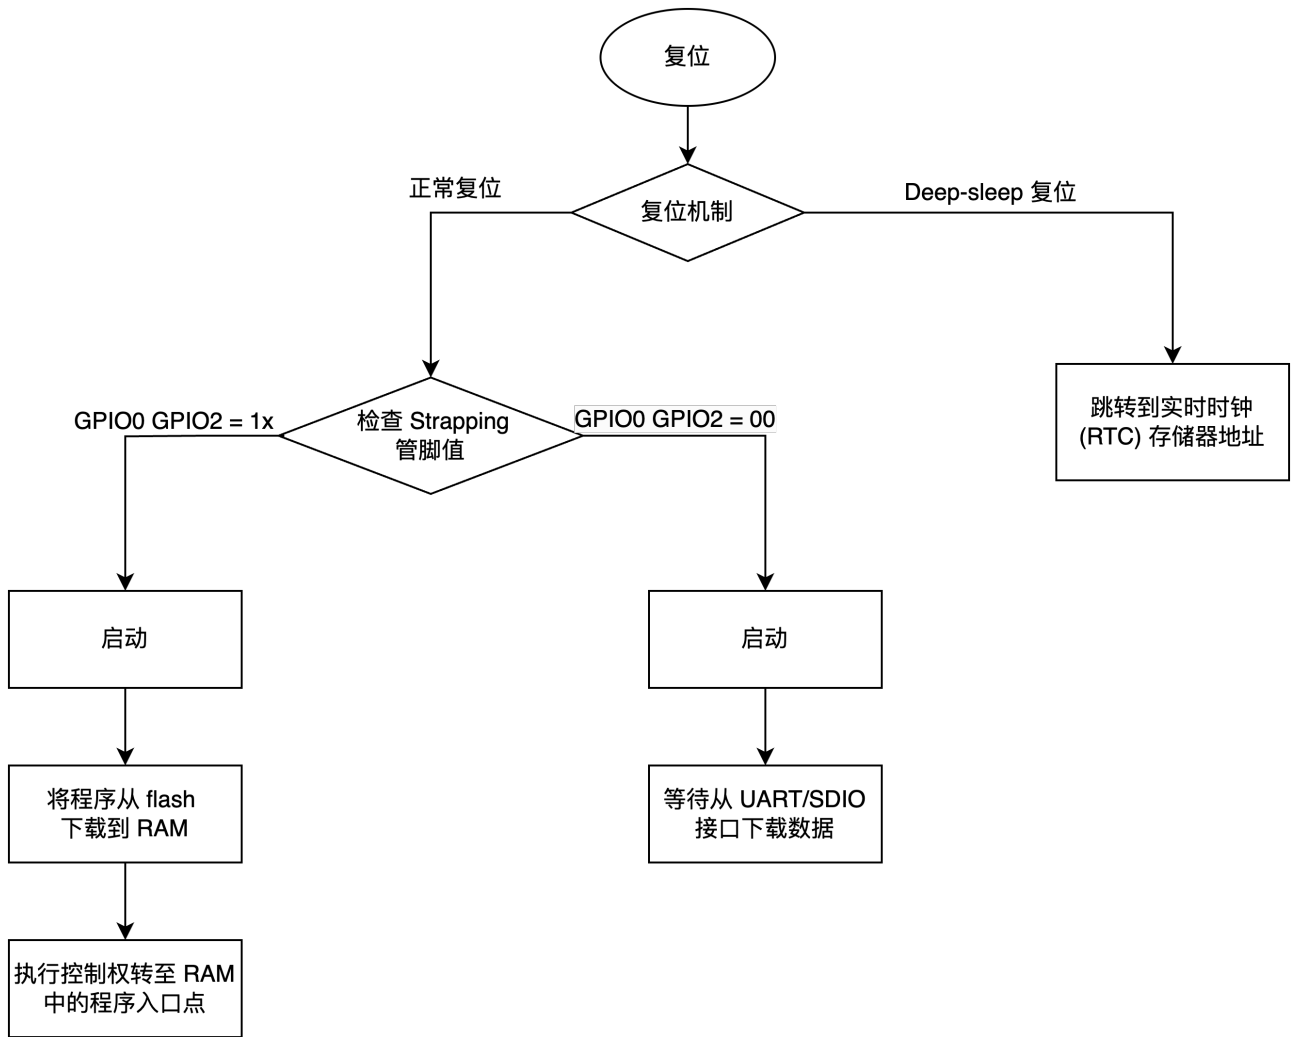 复位
正常复位
复位机制
Deep-sleep 复位
GPIO0 GPIO2 = 1x
检查 Strapping
管脚值
GPIO0 GPIO2 = 00
跳转到实时时钟
(RTC) 存储器地址
启动
启动
将程序从 flash
下载到 RAM
等待从 UART/SDIO
接口下载数据
执行控制权转至 RAM
中的程序入口点